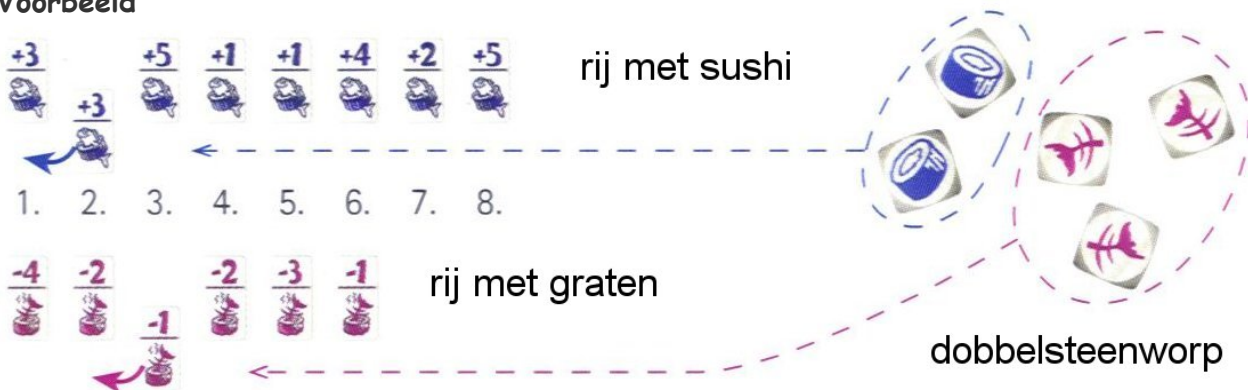 Voorbeeld
+3 +5 +1 +1 +4 +2 +5
rij met sushi
+3
1. 2. 3. 4. 5. 6. 7. 8.
-4 -2 -2 -3 -1
rij met graten
-1
dobbelsteenworp